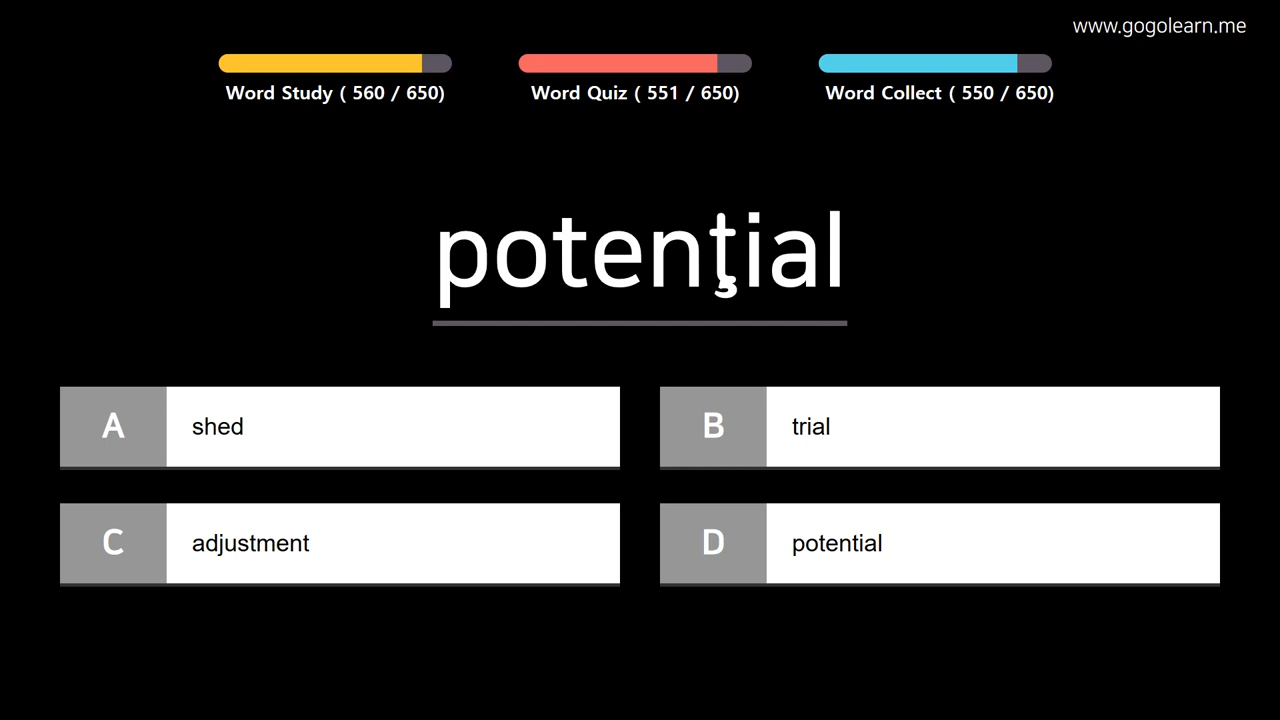 www.gogolearn.me
Word Study ( 560 / 650)
Word Quiz ( 551 / 650)
Word Collect ( 550 / 650)
potențial
A shed
B trial
C adjustment
D potential